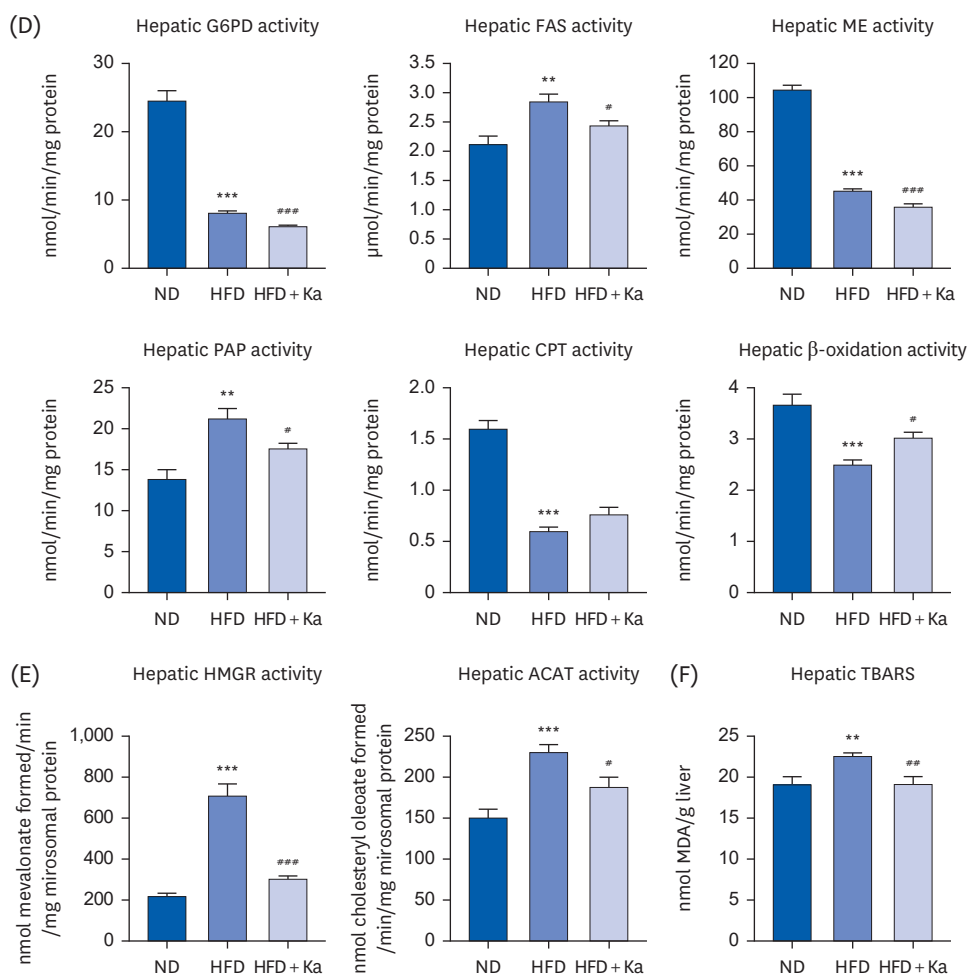 (D)
Hepatic G6PD activity
nmol/min/mg protein
30
20
10
0
***
###
ND HFD HFD + Ka
Hepatic FAS activity
µmol/min/mg protein
3.5
3.0
2.5
2.0
1.5
1.0
0.5
0
**
#
ND HFD HFD + Ka
Hepatic ME activity
nmol/min/mg protein
120
100
80
60
40
20
0
***
###
ND HFD HFD + Ka
Hepatic PAP activity
nmol/min/mg protein
25
20
15
10
5
0
**
#
ND HFD HFD + Ka
Hepatic CPT activity
nmol/min/mg protein
2.0
1.5
1.0
0.5
0
***
ND HFD HFD + Ka
Hepatic β-oxidation activity
nmol/min/mg protein
4
3
2
1
0
***
#
ND HFD HFD + Ka
(E)
Hepatic HMGR activity
nmol mevalonate formed/min
/mg mirosomal protein
1,000
800
600
400
200
0
***
###
ND HFD HFD + Ka
Hepatic ACAT activity
nmol cholesteryl oleoate formed
/min/mg mirosomal protein
250
200
150
100
50
0
***
#
ND HFD HFD + Ka
(F)
Hepatic TBARS
nmol MDA/g liver
25
20
15
10
5
0
**
##
ND HFD HFD + Ka